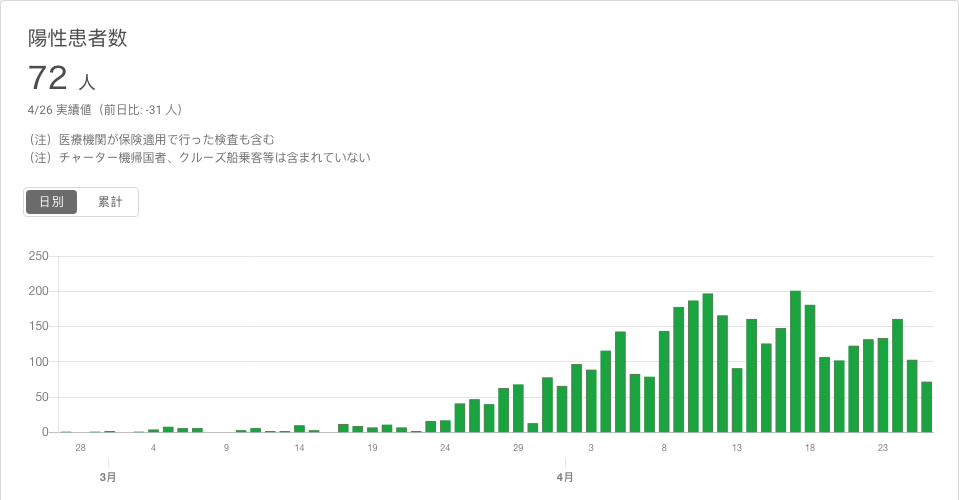 陽性患者数
72 人
4/26 実績値（前日比: -31 人）
（注）医療機関が保険適用で行った検査も含む
（注）チャーター機帰国者、クルーズ船乗客等は含まれていない
日別 累計
250
200
150
100
50
0
28 4 9 14 19 24 29 3 8 13 18 23
3月 4月